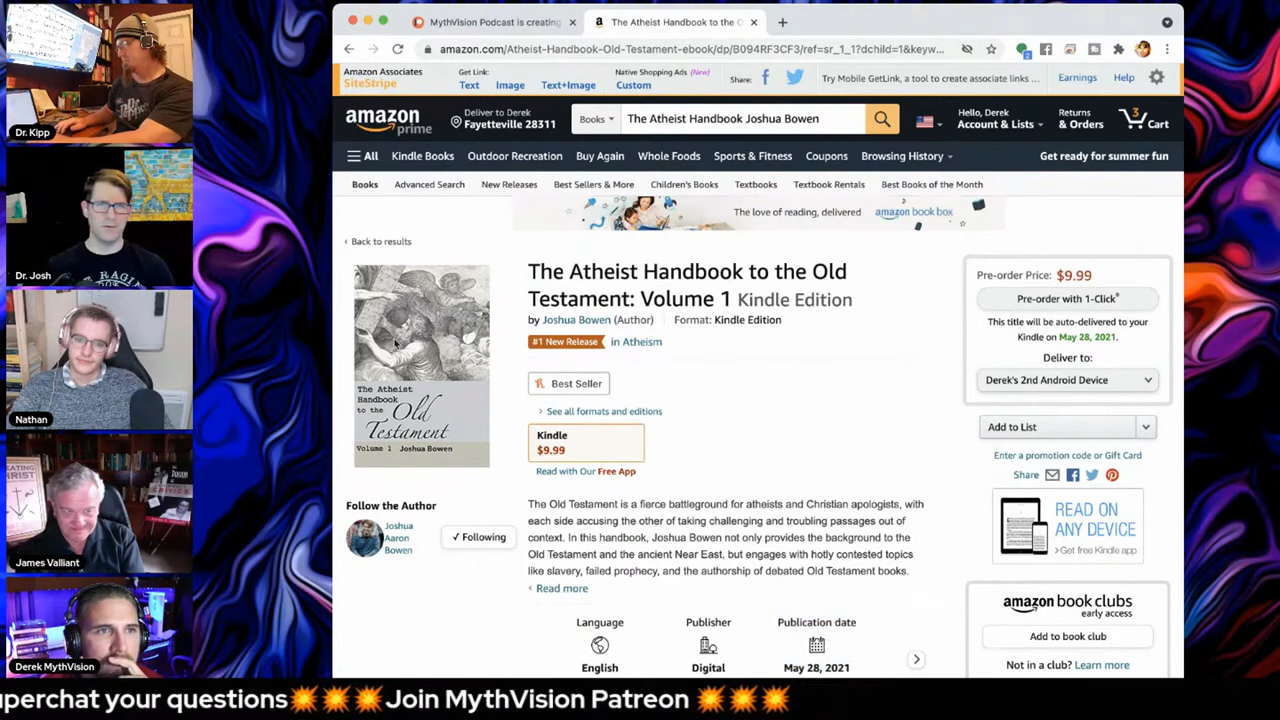 Dr. Kipp
Dr. Josh
Nathan
James Valliant
Derek MythVision
MythVision Podcast is creating
The Atheist Handbook to the O
amazon.com/Atheist-Handbook-Old-Testament-ebook/dp/B094RF3CF3/ref=sr_1_1?dchild=1&keyw...
Amazon Associates
SiteStripe
Get Link:
Text
Image
Text+Image
Native Shopping Ads (New)
Custom
Share:
Try Mobile GetLink, a tool to create associate links ...
Earnings
Help
amazon
prime
Deliver to Derek
Fayetteville 28311
Books
The Atheist Handbook Joshua Bowen
Hello, Derek
Account & Lists
Returns
& Orders
3
Cart
All
Kindle Books
Outdoor Recreation
Buy Again
Whole Foods
Sports & Fitness
Coupons
Browsing History
Get ready for summer fun
Books
Advanced Search
New Releases
Best Sellers & More
Children's Books
Textbooks
Textbook Rentals
Best Books of the Month
The love of reading, delivered
amazon book box
‹ Back to results
The Atheist
Handbook
to the Old
Testament
Volume 1 Joshua Bowen
Follow the Author
Joshua
Aaron
Bowen
✓ Following
The Atheist Handbook to the Old
Testament: Volume 1 Kindle Edition
by Joshua Bowen (Author)
Format: Kindle Edition
#1 New Release
in Atheism
Best Seller
› See all formats and editions
Kindle
$9.99
Read with Our Free App
The Old Testament is a fierce battleground for atheists and Christian apologists, with
each side accusing the other of taking challenging and troubling passages out of
context. In this handbook, Joshua Bowen not only provides the background to the
Old Testament and the ancient Near East, but engages with hotly contested topics
like slavery, failed prophecy, and the authorship of debated Old Testament books.
‹ Read more
Language
English
Publisher
Digital
Publication date
May 28, 2021
Pre-order Price: $9.99
Pre-order with 1-Click®
This title will be auto-delivered to your
Kindle on May 28, 2021.
Deliver to:
Derek's 2nd Android Device
Add to List
Enter a promotion code or Gift Card
Share
READ ON
ANY DEVICE
› Get free Kindle app
amazon book clubs
early access
Add to book club
Not in a club? Learn more
uperchat your questions💥💥💥Join MythVision Patreon 💥💥💥